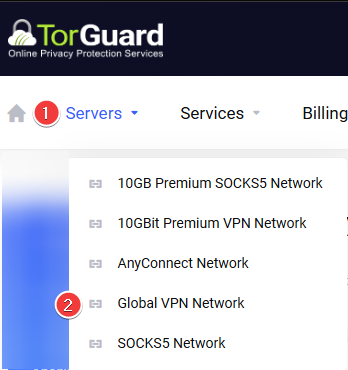 TorGuard
Online Privacy Protection Services
1 Servers Services Billing
10GB Premium SOCKS5 Network
10GBit Premium VPN Network
AnyConnect Network
2 Global VPN Network
SOCKS5 Network